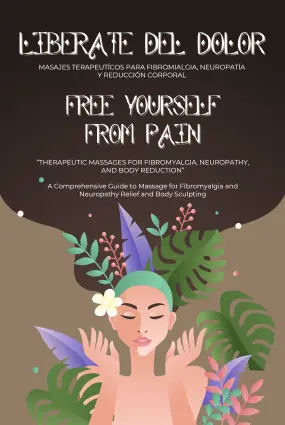 LIBERATE DEL DOLOR
MASAJES TERAPEUTÍCOS PARA FIBROMIALGIA, NEUROPATÍA
Y REDUCCIÓN CORPORAL
FREE YOURSELF
FROM PAIN
"THERAPEUTIC MASSAGES FOR FIBROMYALGIA, NEUROPATHY,
AND BODY REDUCTION"
A Comprehensive Guide to Massage for Fibromyalgia and
Neuropathy Relief and Body Sculpting